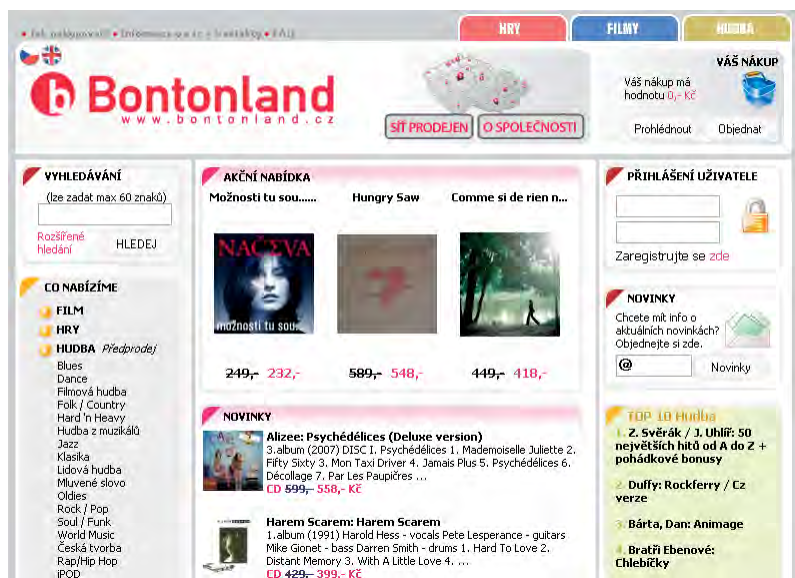 HRY
FILMY
HUDBA
Bontonland
www.bontonland.cz
SÍŤ PRODEJEN
O SPOLEČNOSTI
VÁŠ NÁKUP
Váš nákup má
hodnotu 0,- Kč
Prohlédnout Objednat
VYHLEDÁVÁNÍ
(lze zadat max 60 znaků)
Rozšířené
hledání
HLEDEJ
CO NABÍZÍME
FILM
HRY
HUDBA Předprodej
Blues
Dance
Filmová hudba
Folk / Country
Hard 'n Heavy
Hudba z muzikálů
Jazz
Klasika
Lidová hudba
Mluvené slovo
Oldies
Rock / Pop
Soul / Funk
World Music
Česká tvorba
Rap/Hip Hop
iPOD
AKČNÍ NABÍDKA
Možnosti tu sou......
Hungry Saw
Comme si de rien n...
NAČEVA
možnosti tu sou...
249,- 232,-
589,- 548,-
449,- 418,-
NOVINKY
Alizee: Psychédélices (Deluxe version)
3.album (2007) DISC I. Psychédélices 1. Mademoiselle Juliette 2.
Fifty Sixty 3. Mon Taxi Driver 4. Jamais Plus 5. Psychédélices 6.
Décollage 7. Par Les Paupičres ...
CD 599,- 558,- Kč
Harem Scarem: Harem Scarem
1.album (1991) Harold Hess - vocals Pete Lesperance - guitars
Mike Gionet - bass Darren Smith - drums 1. Hard To Love 2.
Distant Memory 3. With A Little Love 4. ...
CD 429,- 399,- Kč
PŘIHLÁŠENÍ UŽIVATELE
Zaregistrujte se zde
NOVINKY
Chcete mít info o
aktuálních novinkách?
Objednejte si zde.
@
Novinky
TOP 10 Hudba
1. Z. Svěrák / J. Uhlíř: 50
největších hitů od A do Z +
pohádkové bonusy
2. Duffy: Rockferry / Cz
verze
3. Bárta, Dan: Animage
4. Bratři Ebenové:
Chlebíčky